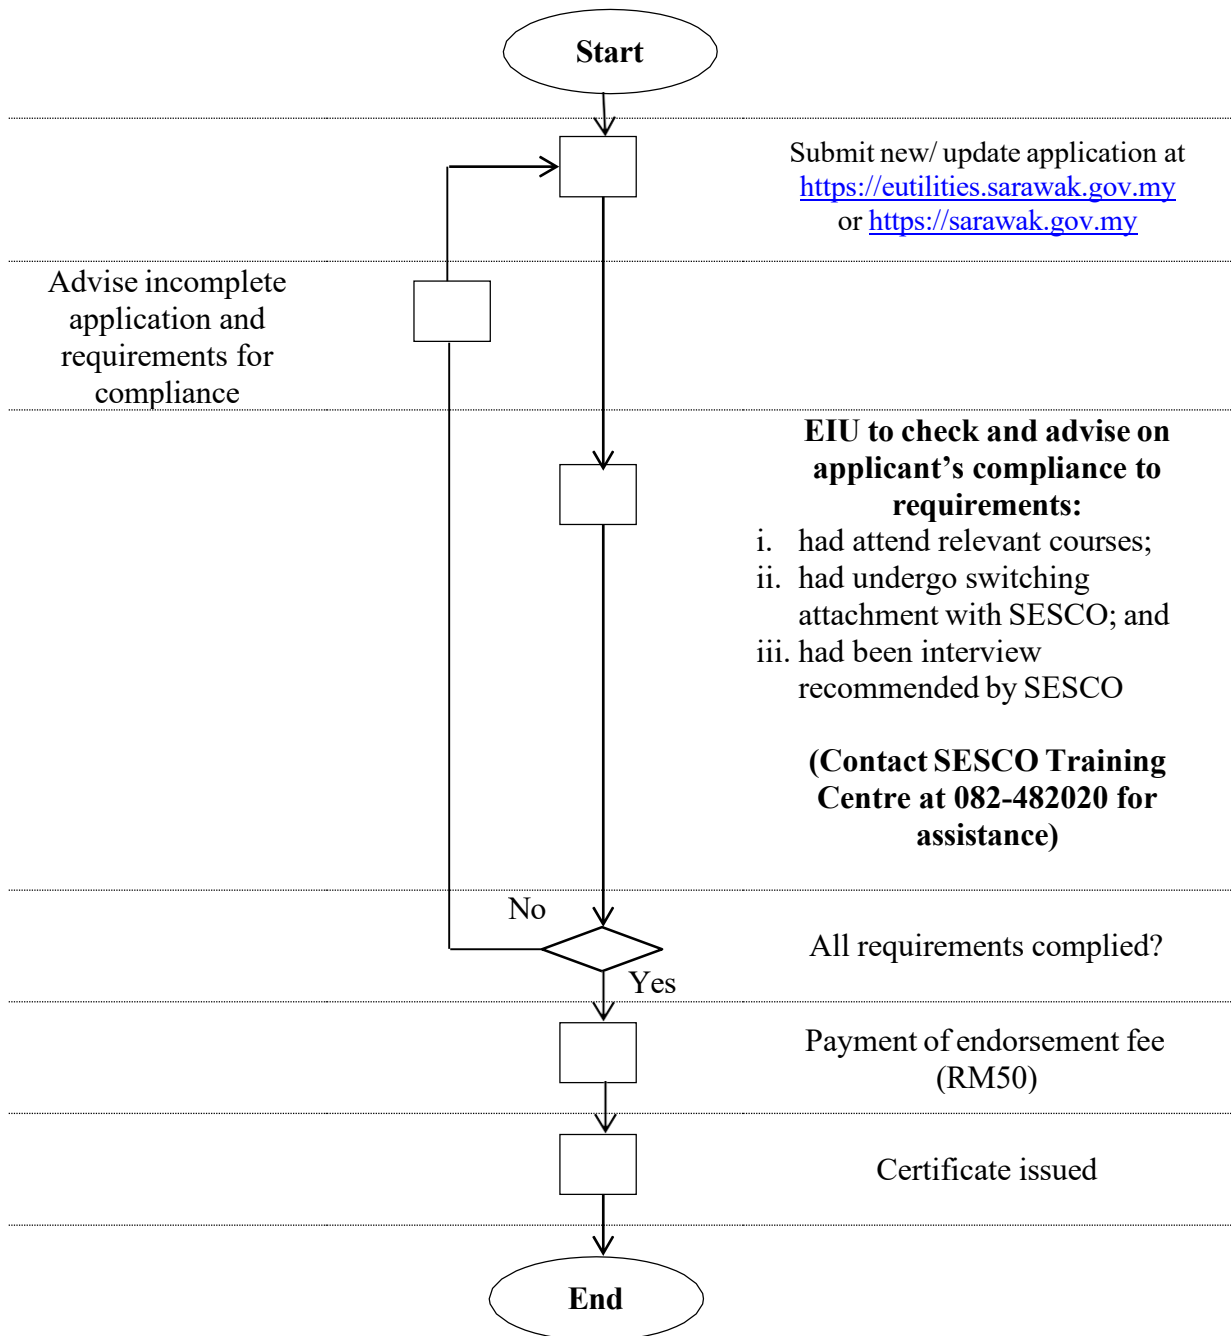 Start
Submit new/ update application at
https://eutilities.sarawak.gov.my
or https://sarawak.gov.my
Advise incomplete
application and
requirements for
compliance
EIU to check and advise on
applicant’s compliance to
requirements:
i. had attend relevant courses;
ii. had undergo switching
attachment with SESCO; and
iii. had been interview
recommended by SESCO
(Contact SESCO Training
Centre at 082-482020 for
assistance)
No
All requirements complied?
Yes
Payment of endorsement fee
(RM50)
Certificate issued
End